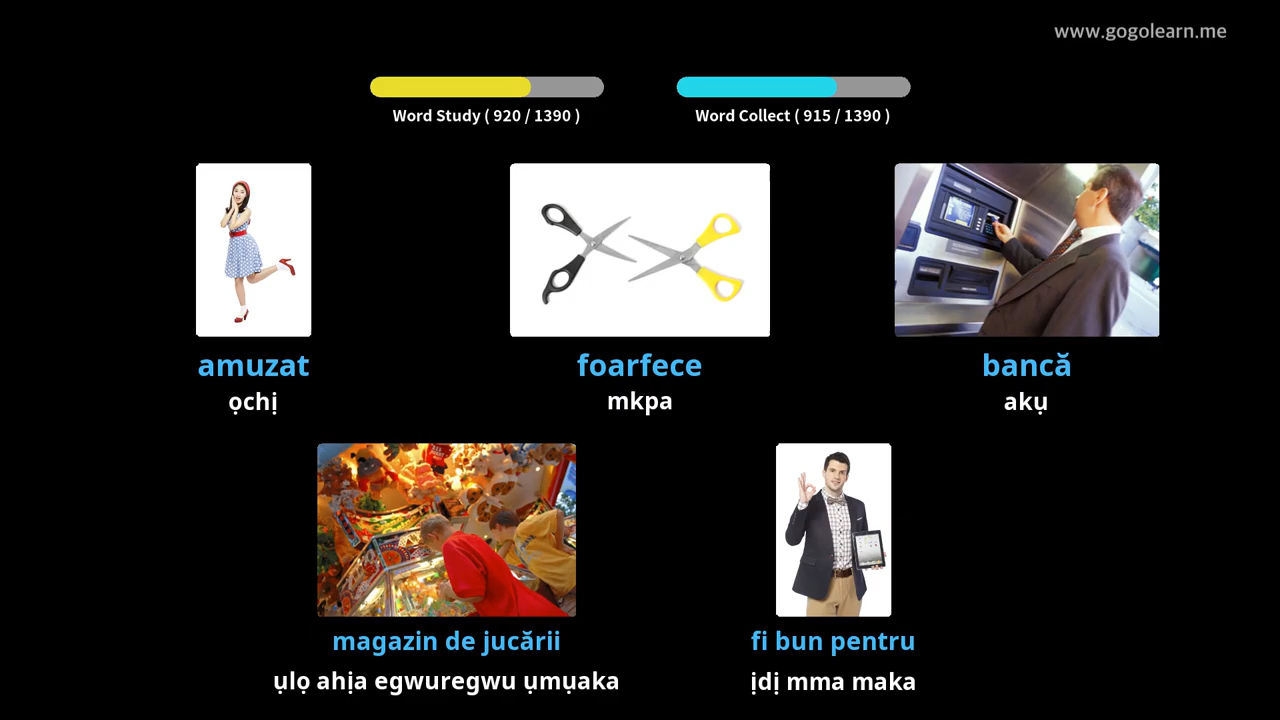 www.gogolearn.me
Word Study ( 920 / 1390 )
Word Collect ( 915 / 1390 )
amuzat
ọchị
foarfece
mkpa
bancă
akụ
magazin de jucării
ụlọ ahịa egwuregwu ụmụaka
fi bun pentru
ịdị mma maka